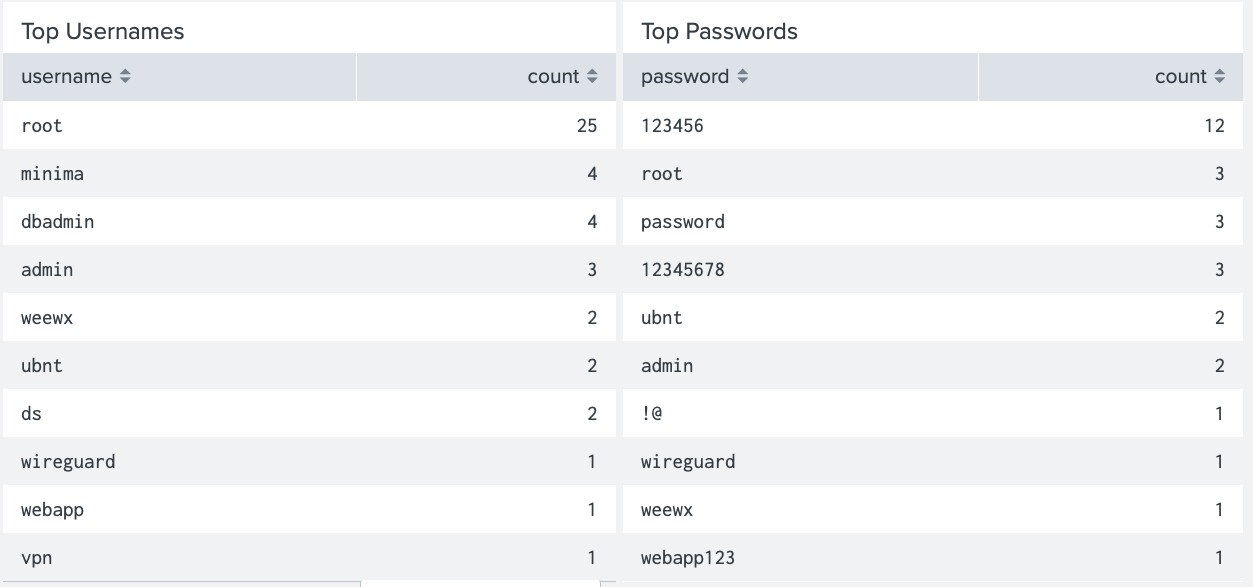 Top Usernames
username count
root 25
minima 4
dbadmin 4
admin 3
weewx 2
ubnt 2
ds 2
wireguard 1
webapp 1
vpn 1
Top Passwords
password count
123456 12
root 3
password 3
12345678 3
ubnt 2
admin 2
!@ 1
wireguard 1
weewx 1
webapp123 1